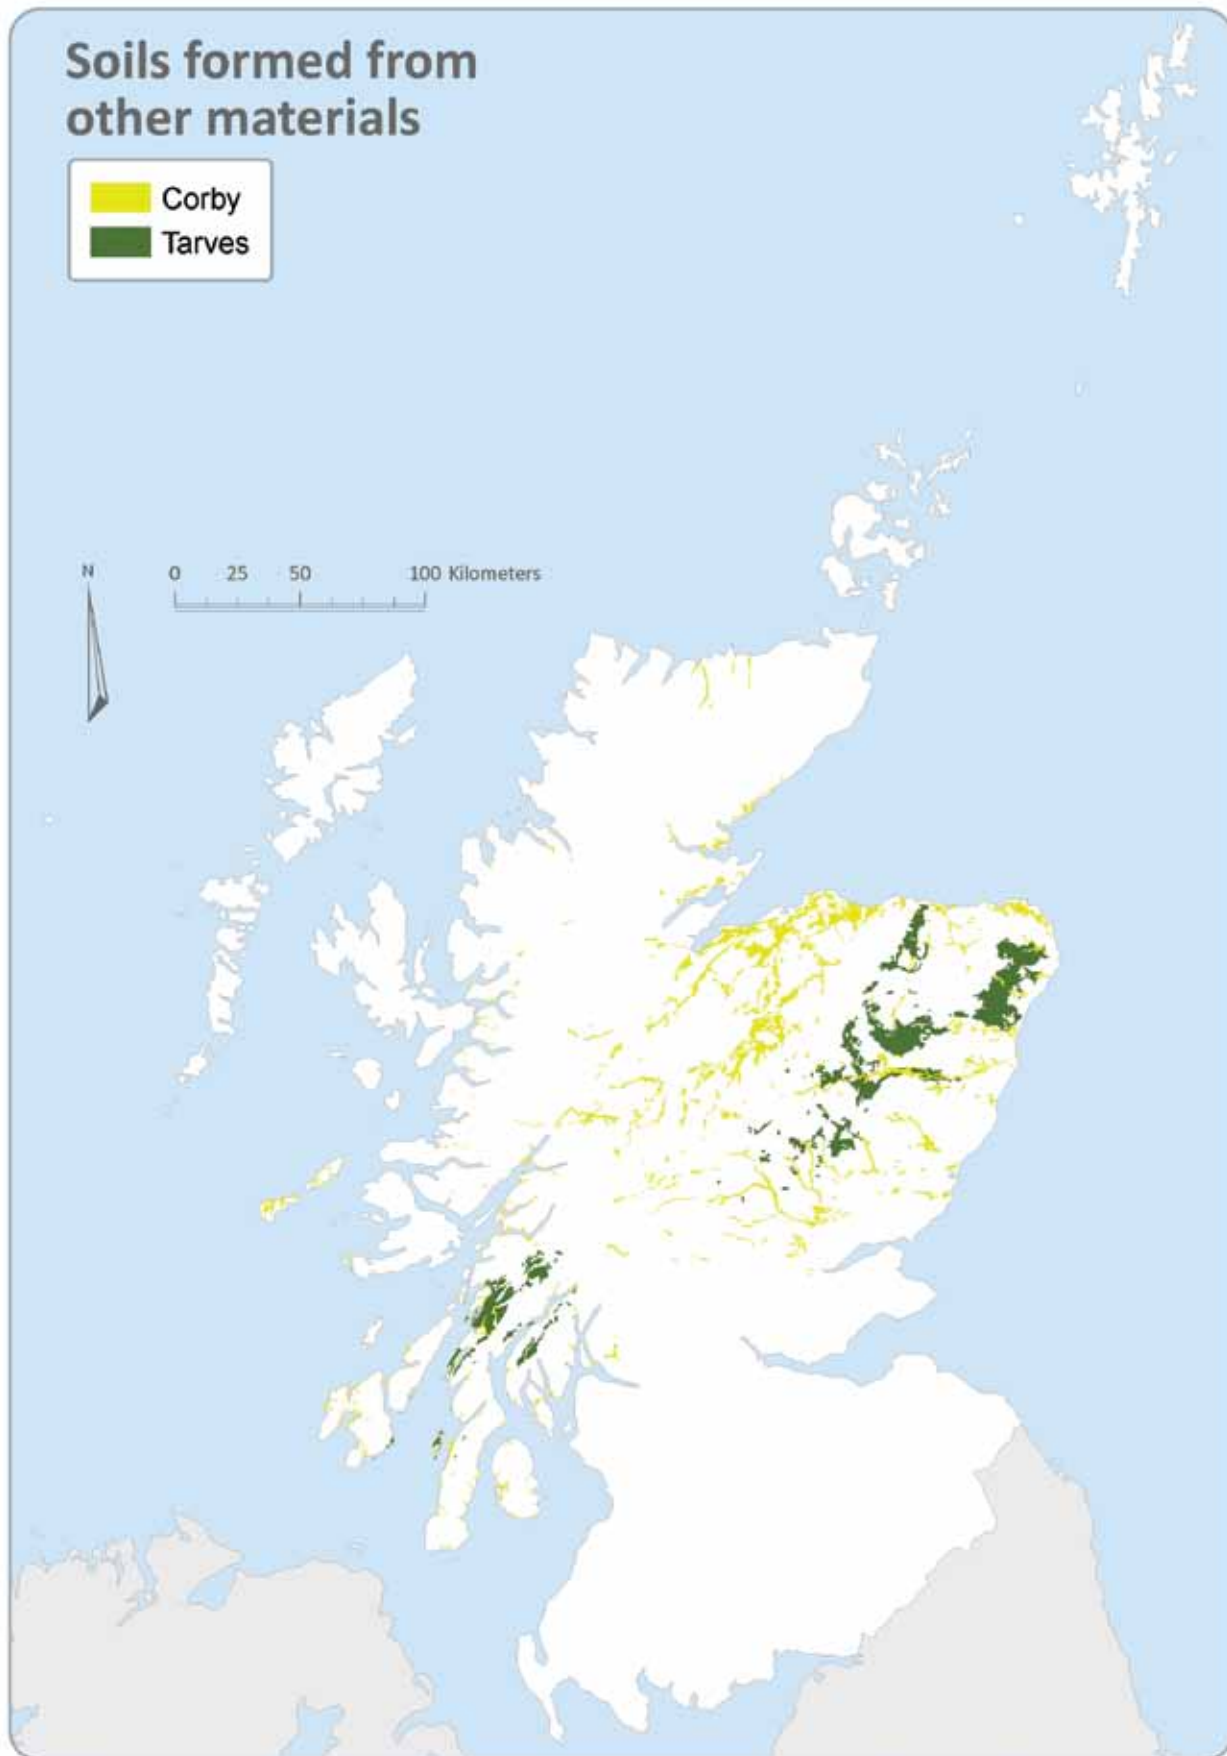 Soils formed from
other materials
Corby
Tarves
N
0 25 50 100 Kilometers